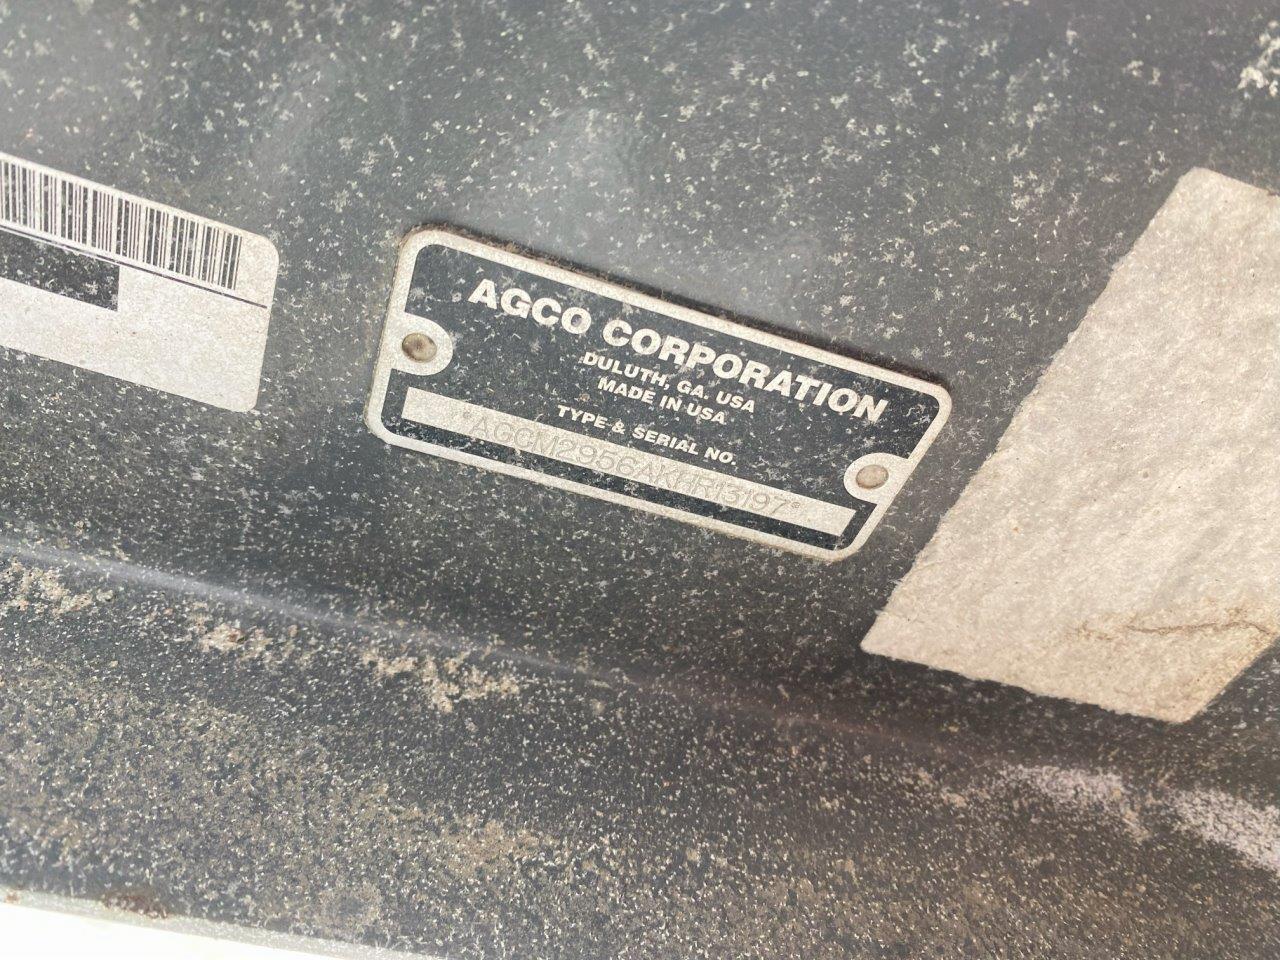 AGCO CORPORATION
DULUTH, GA. USA
MADE IN USA
TYPE & SERIAL NO.
*AGCM2956AKHR13197*